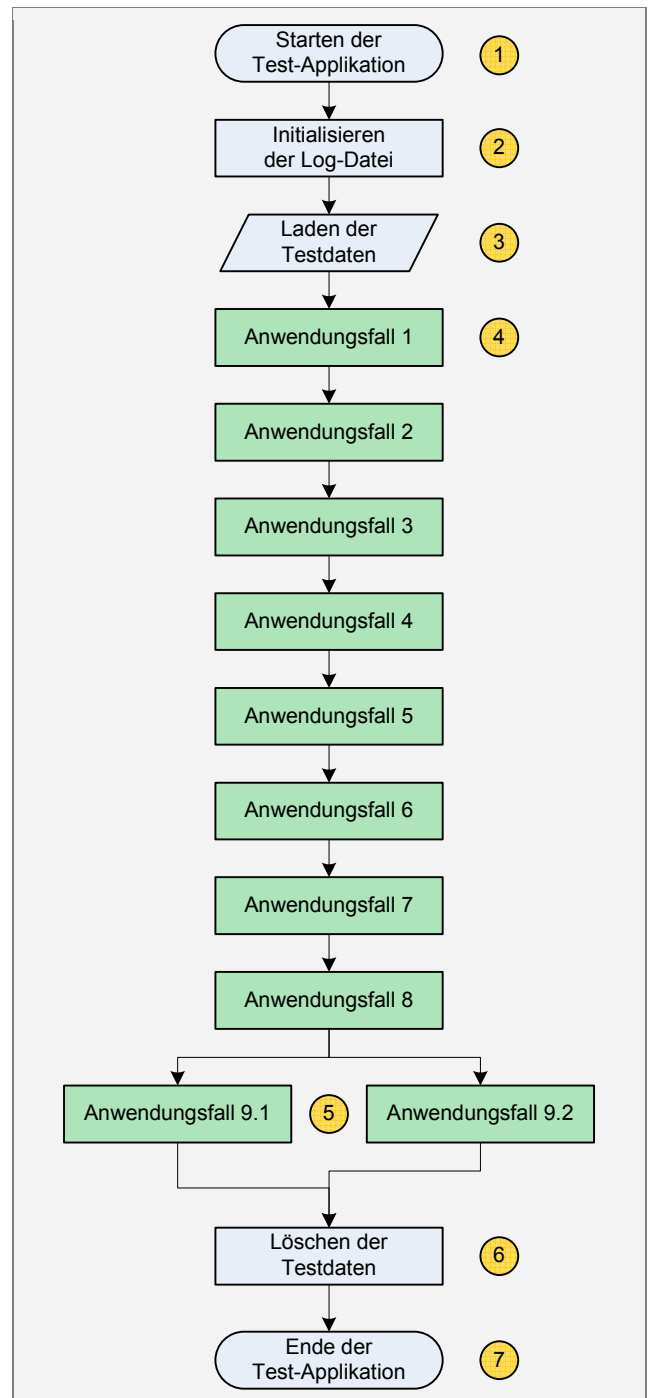 Starten der
Test-Applikation
1
Initialisieren
der Log-Datei
2
Laden der
Testdaten
3
Anwendungsfall 1
4
Anwendungsfall 2
Anwendungsfall 3
Anwendungsfall 4
Anwendungsfall 5
Anwendungsfall 6
Anwendungsfall 7
Anwendungsfall 8
Anwendungsfall 9.1
5
Anwendungsfall 9.2
Löschen der
Testdaten
6
Ende der
Test-Applikation
7